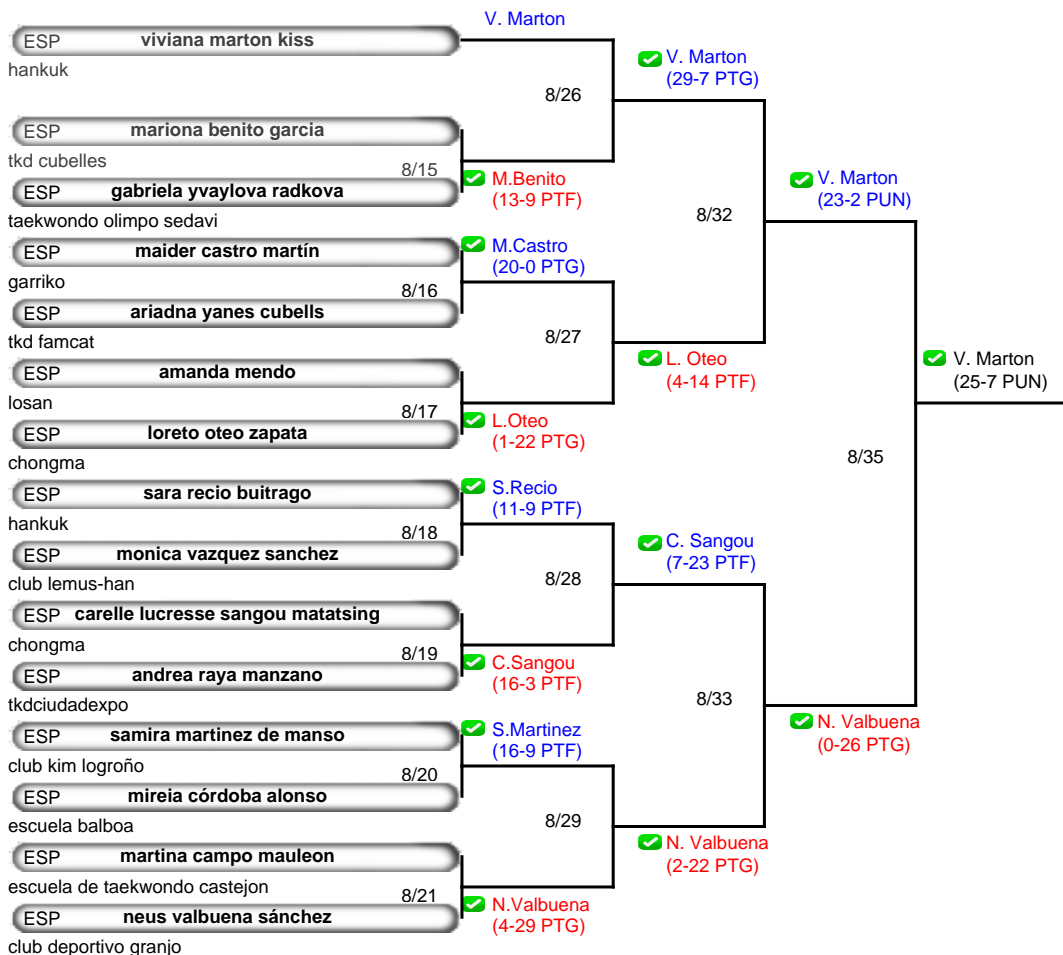 V. Marton
ESP viviana marton kiss
hankuk
V. Marton
(29-7 PTG)
8/26
ESP mariona benito garcia
tkd cubelles
8/15
M.Benito
(13-9 PTF)
ESP gabriela yvaylova radkova
taekwondo olimpo sedavi
V. Marton
(23-2 PUN)
8/32
ESP maider castro martín
garriko
M.Castro
(20-0 PTG)
8/16
ESP ariadna yanes cubells
tkd famcat
8/27
L. Oteo
(4-14 PTF)
ESP amanda mendo
losan
8/17
L.Oteo
(1-22 PTG)
ESP loreto oteo zapata
chongma
V. Marton
(25-7 PUN)
8/35
ESP sara recio buitrago
hankuk
S.Recio
(11-9 PTF)
8/18
ESP monica vazquez sanchez
club lemus-han
8/28
C. Sangou
(7-23 PTF)
ESP carelle lucresse sangou matatsing
chongma
8/19
C.Sangou
(16-3 PTF)
ESP andrea raya manzano
tkdciudadexpo
8/33
N. Valbuena
(0-26 PTG)
ESP samira martinez de manso
club kim logroño
S.Martinez
(16-9 PTF)
8/20
ESP mireia córdoba alonso
escuela balboa
8/29
N. Valbuena
(2-22 PTG)
ESP martina campo mauleon
escuela de taekwondo castejon
8/21
N.Valbuena
(4-29 PTG)
ESP neus valbuena sánchez
club deportivo granjo